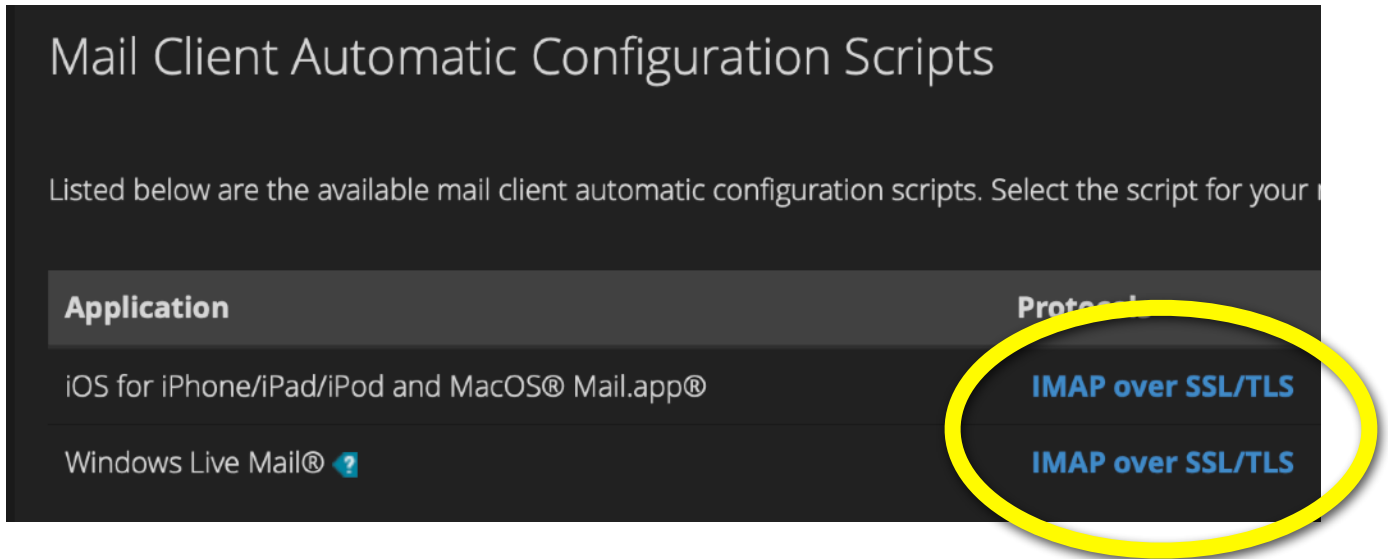 Mail Client Automatic Configuration Scripts
Listed below are the available mail client automatic configuration scripts. Select the script for your
Application Protocols
iOS for iPhone/iPad/iPod and MacOS® Mail.app® IMAP over SSL/TLS
Windows Live Mail® ? IMAP over SSL/TLS